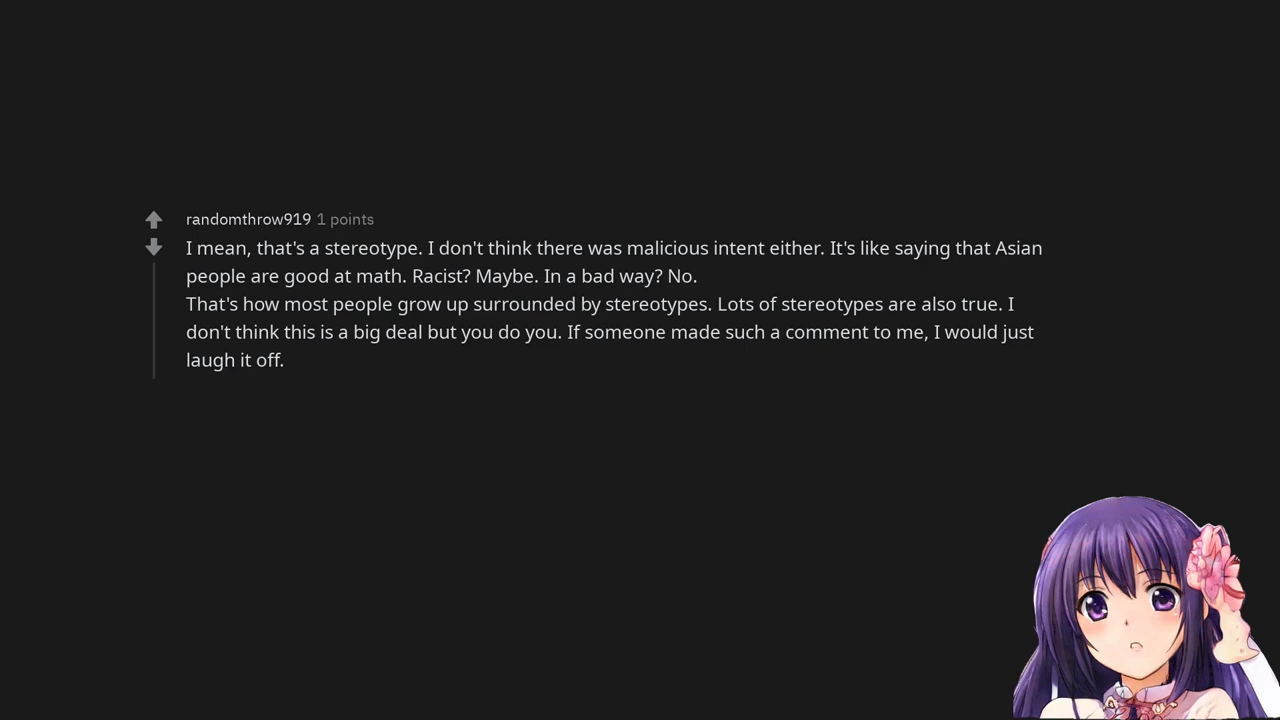 randomthrow919 1 points
I mean, that's a stereotype. I don't think there was malicious intent either. It's like saying that Asian
people are good at math. Racist? Maybe. In a bad way? No.
That's how most people grow up surrounded by stereotypes. Lots of stereotypes are also true. I
don't think this is a big deal but you do you. If someone made such a comment to me, I would just
laugh it off.